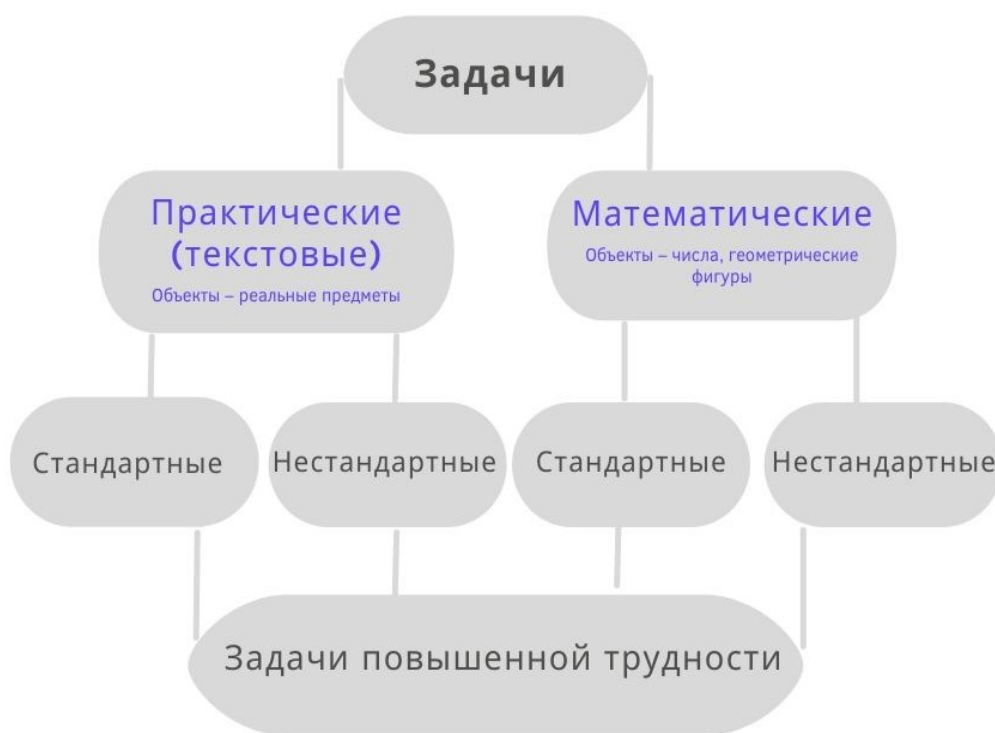 Задачи
Практические
(текстовые)
Объекты – реальные предметы
Математические
Объекты – числа, геометрические
фигуры
Стандартные
Нестандартные
Стандартные
Нестандартные
Задачи повышенной трудности